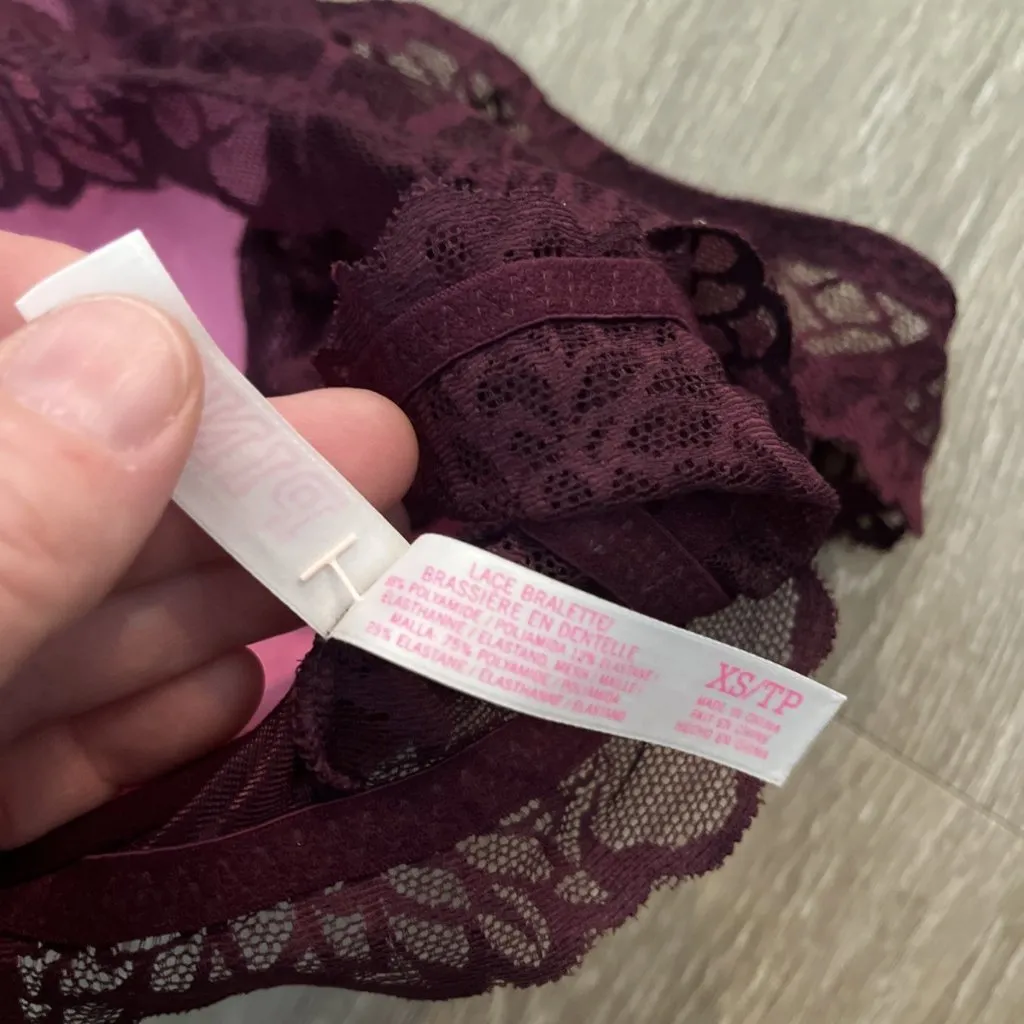 LACE BRALETTE/
BRASSIÈRE EN DENTELLE
88% POLYAMIDE / POLIAMIDA 12% ELASTANE/
ELASTHANNE / ELASTANO, MESH / MAILLE/
MALLA: 75% POLYAMIDE / POLIAMIDA
25% ELASTANE / ELASTHANNE / ELASTANO
XS/TP
MADE IN CHINA
FAIT EN CHINE
HECHO EN CHINA